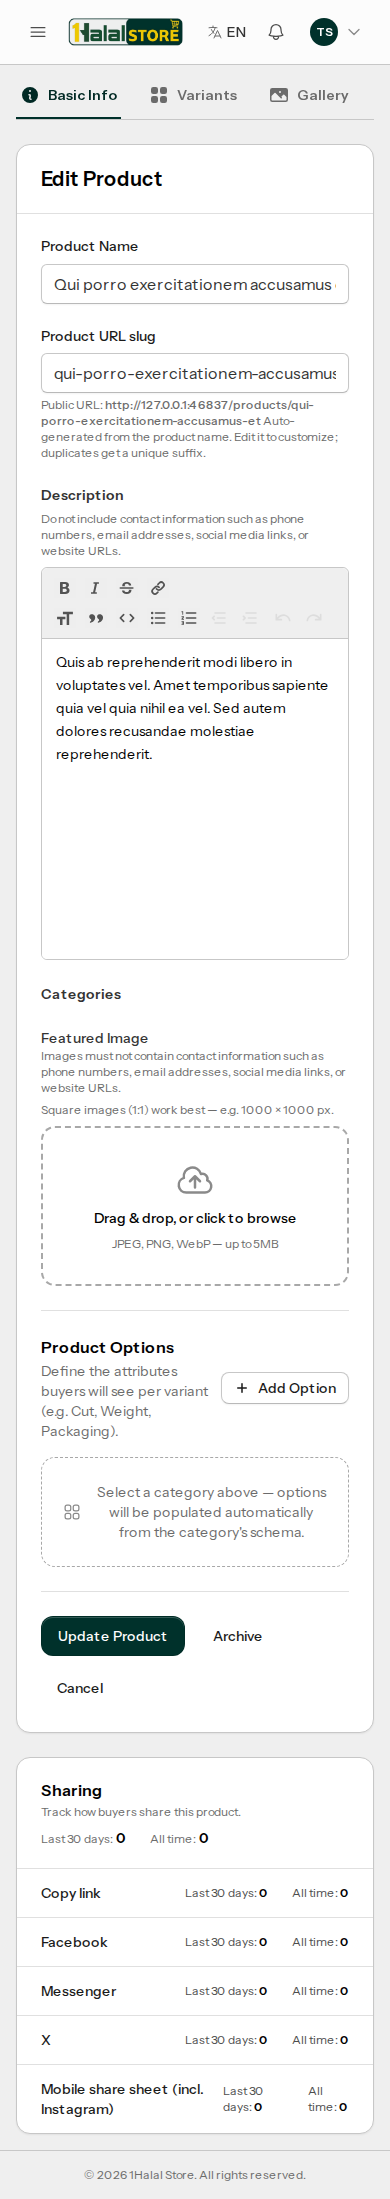 1Halal STORE
EN
TS
Basic Info
Variants
Gallery
Edit Product
Product Name
Qui porro exercitationem accusamus
Product URL slug
qui-porro-exercitationem-accusamus
Public URL: http://127.0.0.1:46837/products/qui-
porro-exercitationem-accusamus-et Auto-
generated from the product name. Edit it to customize;
duplicates get a unique suffix.
Description
Do not include contact information such as phone
numbers, email addresses, social media links, or
website URLs.
Quis ab reprehenderit modi libero in
voluptates vel. Amet temporibus sapiente
quia vel quia nihil ea vel. Sed autem
dolores recusandae molestiae
reprehenderit.
Categories
Featured Image
Images must not contain contact information such as
phone numbers, email addresses, social media links, or
website URLs.
Square images (1:1) work best — e.g. 1000 × 1000 px.
Drag & drop, or click to browse
JPEG, PNG, WebP — up to 5MB
Product Options
Define the attributes
buyers will see per variant
(e.g. Cut, Weight,
Packaging).
Add Option
Select a category above — options
will be populated automatically
from the category's schema.
Update Product
Archive
Cancel
Sharing
Track how buyers share this product.
Last 30 days: 0 All time: 0
Copy link Last 30 days: 0 All time: 0
Facebook Last 30 days: 0 All time: 0
Messenger Last 30 days: 0 All time: 0
X Last 30 days: 0 All time: 0
Mobile share sheet (incl.
Instagram)
Last 30
days: 0
All
time: 0
© 2026 1Halal Store. All rights reserved.